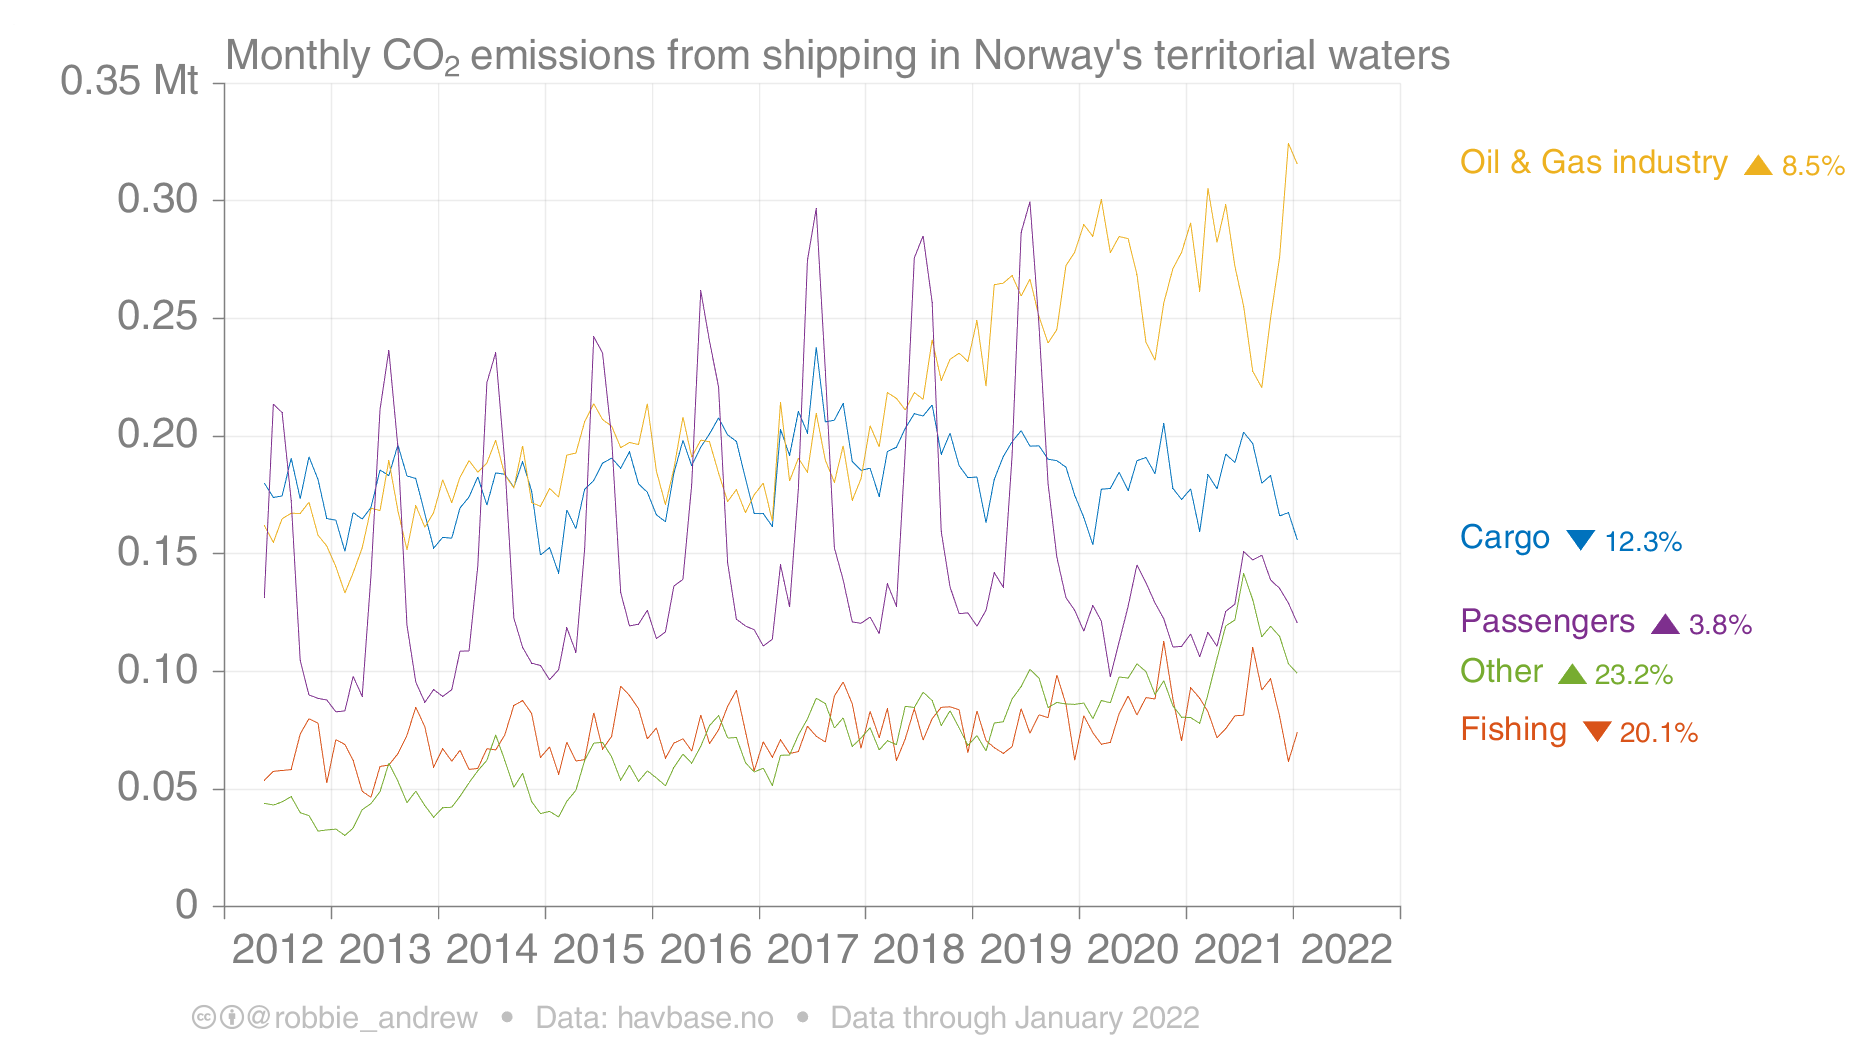 Monthly CO₂ emissions from shipping in Norway's territorial waters
0.35 Mt
0.30
0.25
0.20
0.15
0.10
0.05
0
2012 2013 2014 2015 2016 2017 2018 2019 2020 2021 2022
Oil & Gas industry ▲ 8.5%
Cargo ▼ 12.3%
Passengers ▲ 3.8%
Other ▲ 23.2%
Fishing ▼ 20.1%
@robbie_andrew • Data: havbase.no • Data through January 2022